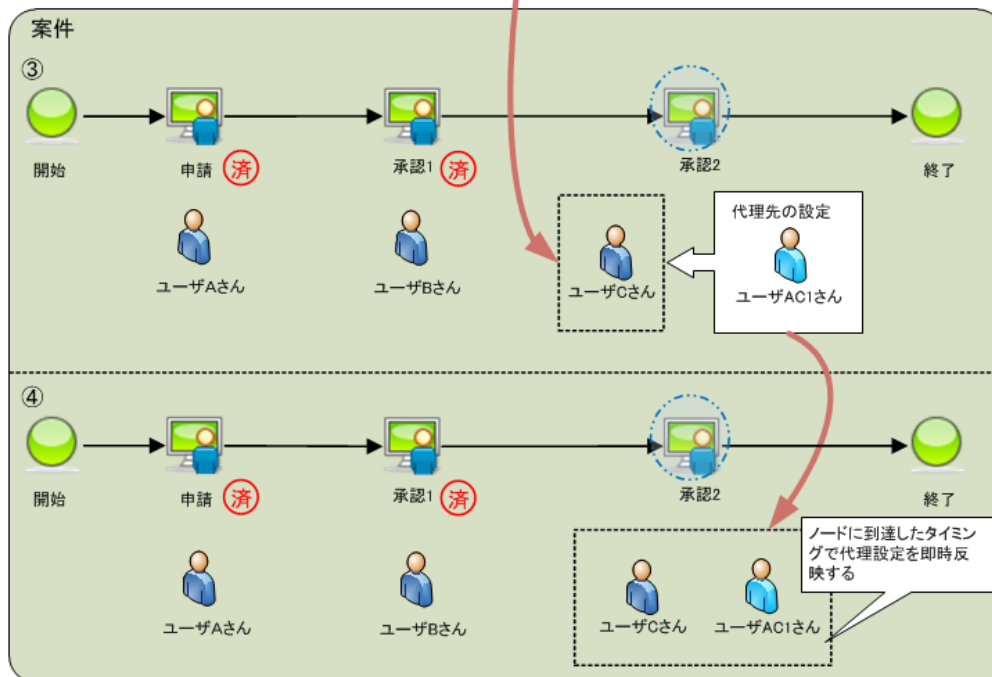 案件
③
開始
申請
済
承認1
済
承認2
終了
ユーザAさん
ユーザBさん
ユーザCさん
代理先の設定
ユーザAC1さん
④
開始
申請
済
承認1
済
承認2
終了
ユーザAさん
ユーザBさん
ユーザCさん
ユーザAC1さん
ノードに到達したタイミン
グで代理設定を即時反
映する